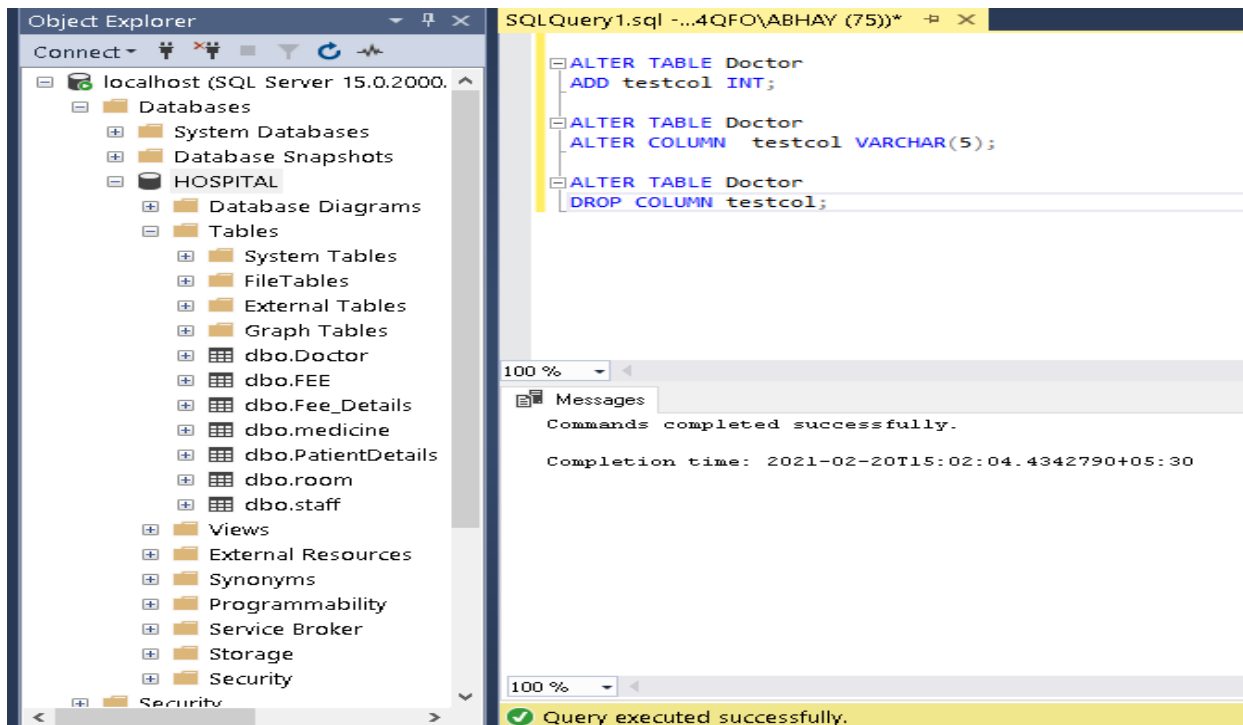 Object Explorer
Connect
localhost (SQL Server 15.0.2000.
Databases
System Databases
Database Snapshots
HOSPITAL
Database Diagrams
Tables
System Tables
FileTables
External Tables
Graph Tables
dbo.Doctor
dbo.FEE
dbo.Fee_Details
dbo.medicine
dbo.PatientDetails
dbo.room
dbo.staff
Views
External Resources
Synonyms
Programmability
Service Broker
Storage
Security
Security
SQLQuery1.sql -...4QFO\ABHAY (75))*
ALTER TABLE Doctor
ADD testcol INT;
ALTER TABLE Doctor
ALTER COLUMN  testcol VARCHAR(5);
ALTER TABLE Doctor
DROP COLUMN testcol;
100 %
Messages
Commands completed successfully.
Completion time: 2021-02-20T15:02:04.4342790+05:30
100 %
Query executed successfully.